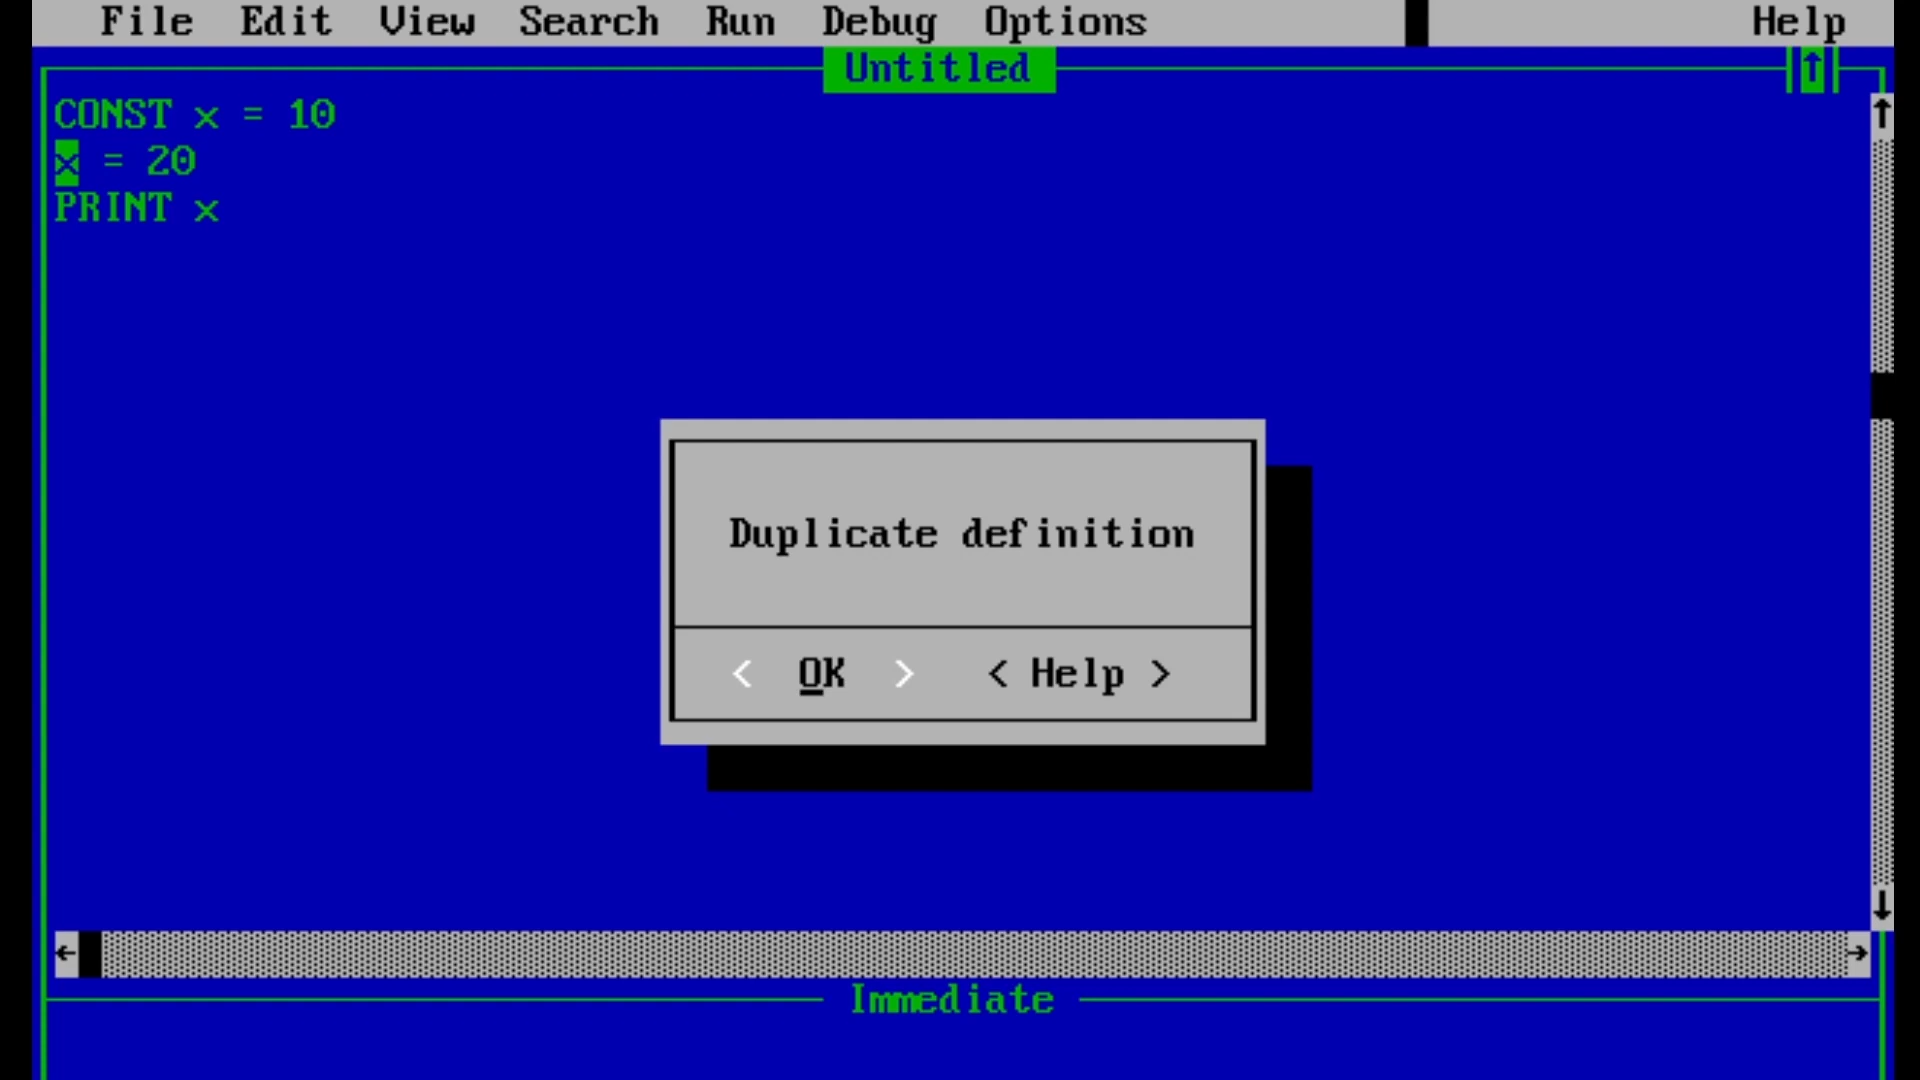 File Edit View Search Run Debug Options Help
Untitled ↑
CONST x = 10
x = 20
PRINT x
Duplicate definition
< OK > < Help >
Immediate